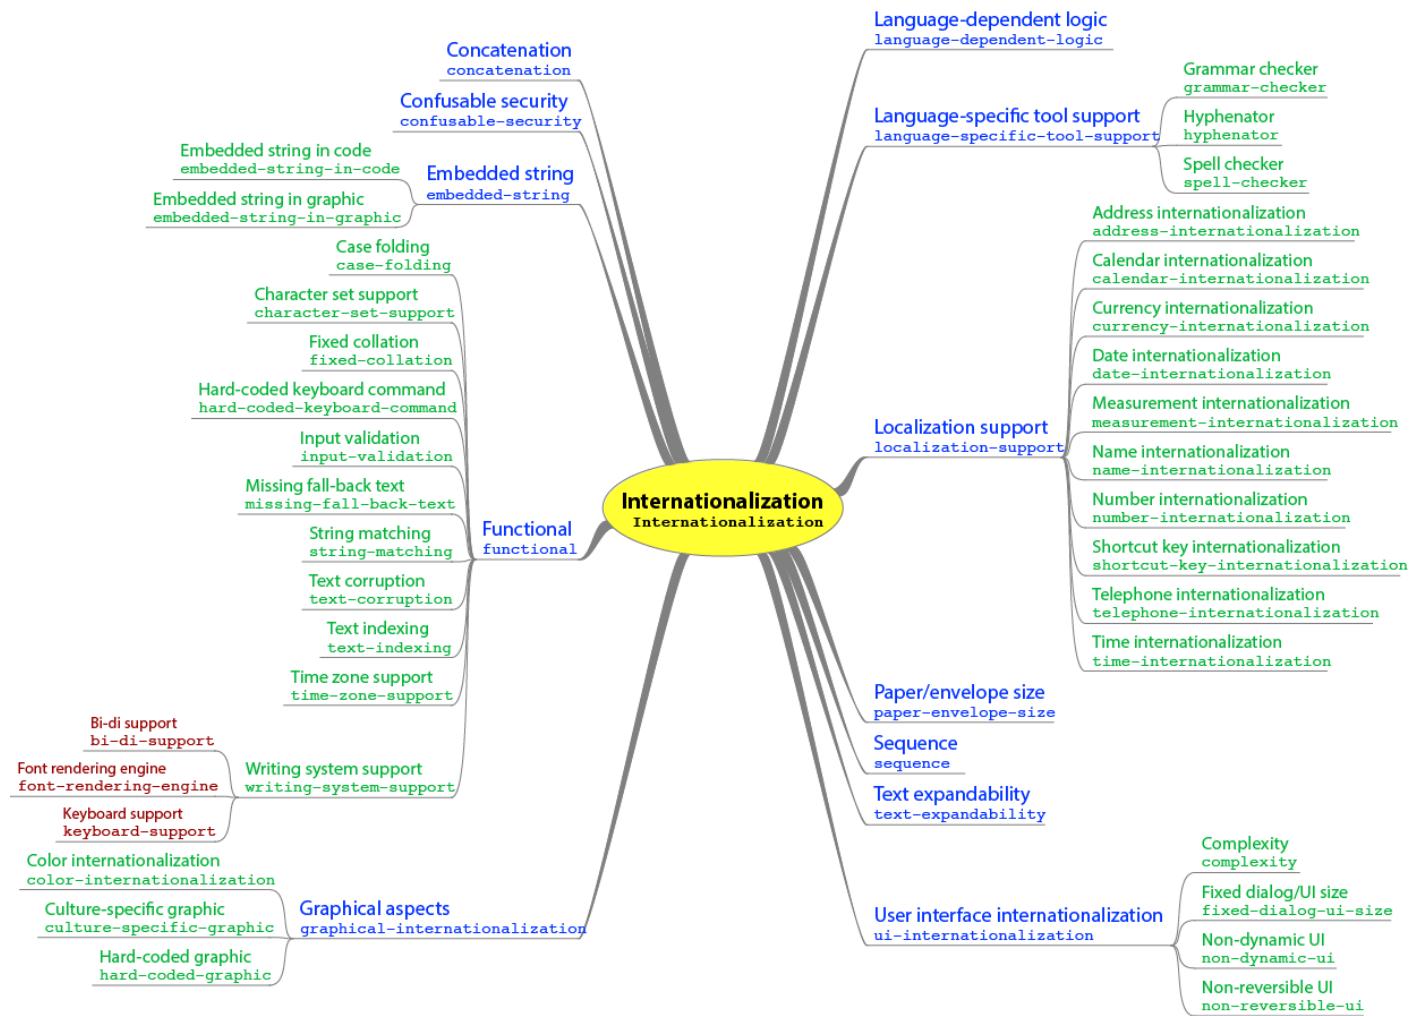 Internationalization
Internationalization
Concatenation
concatenation
Confusable security
confusable-security
Embedded string
embedded-string
Embedded string in code
embedded-string-in-code
Embedded string in graphic
embedded-string-in-graphic
Functional
functional
Case folding
case-folding
Character set support
character-set-support
Fixed collation
fixed-collation
Hard-coded keyboard command
hard-coded-keyboard-command
Input validation
input-validation
Missing fall-back text
missing-fall-back-text
String matching
string-matching
Text corruption
text-corruption
Text indexing
text-indexing
Time zone support
time-zone-support
Writing system support
writing-system-support
Bi-di support
bi-di-support
Font rendering engine
font-rendering-engine
Keyboard support
keyboard-support
Graphical aspects
graphical-internationalization
Color internationalization
color-internationalization
Culture-specific graphic
culture-specific-graphic
Hard-coded graphic
hard-coded-graphic
Language-dependent logic
language-dependent-logic
Language-specific tool support
language-specific-tool-support
Grammar checker
grammar-checker
Hyphenator
hyphenator
Spell checker
spell-checker
Localization support
localization-support
Address internationalization
address-internationalization
Calendar internationalization
calendar-internationalization
Currency internationalization
currency-internationalization
Date internationalization
date-internationalization
Measurement internationalization
measurement-internationalization
Name internationalization
name-internationalization
Number internationalization
number-internationalization
Shortcut key internationalization
shortcut-key-internationalization
Telephone internationalization
telephone-internationalization
Time internationalization
time-internationalization
Paper/envelope size
paper-envelope-size
Sequence
sequence
Text expandability
text-expandability
User interface internationalization
ui-internationalization
Complexity
complexity
Fixed dialog/UI size
fixed-dialog-ui-size
Non-dynamic UI
non-dynamic-ui
Non-reversible UI
non-reversible-ui